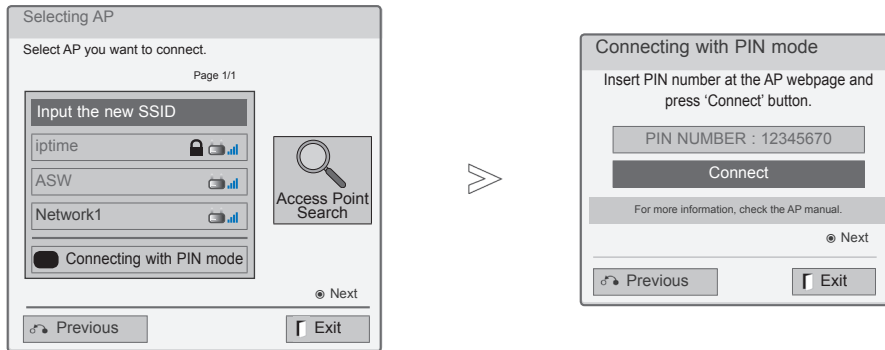 Selecting AP
Select AP you want to connect.
Page 1/1
Input the new SSID
iptime
ASW
Network1
Connecting with PIN mode
Access Point
Search
Next
Previous
Exit
Connecting with PIN mode
Insert PIN number at the AP webpage and
press ‘Connect’ button.
PIN NUMBER : 12345670
Connect
For more information, check the AP manual.
Next
Previous
Exit